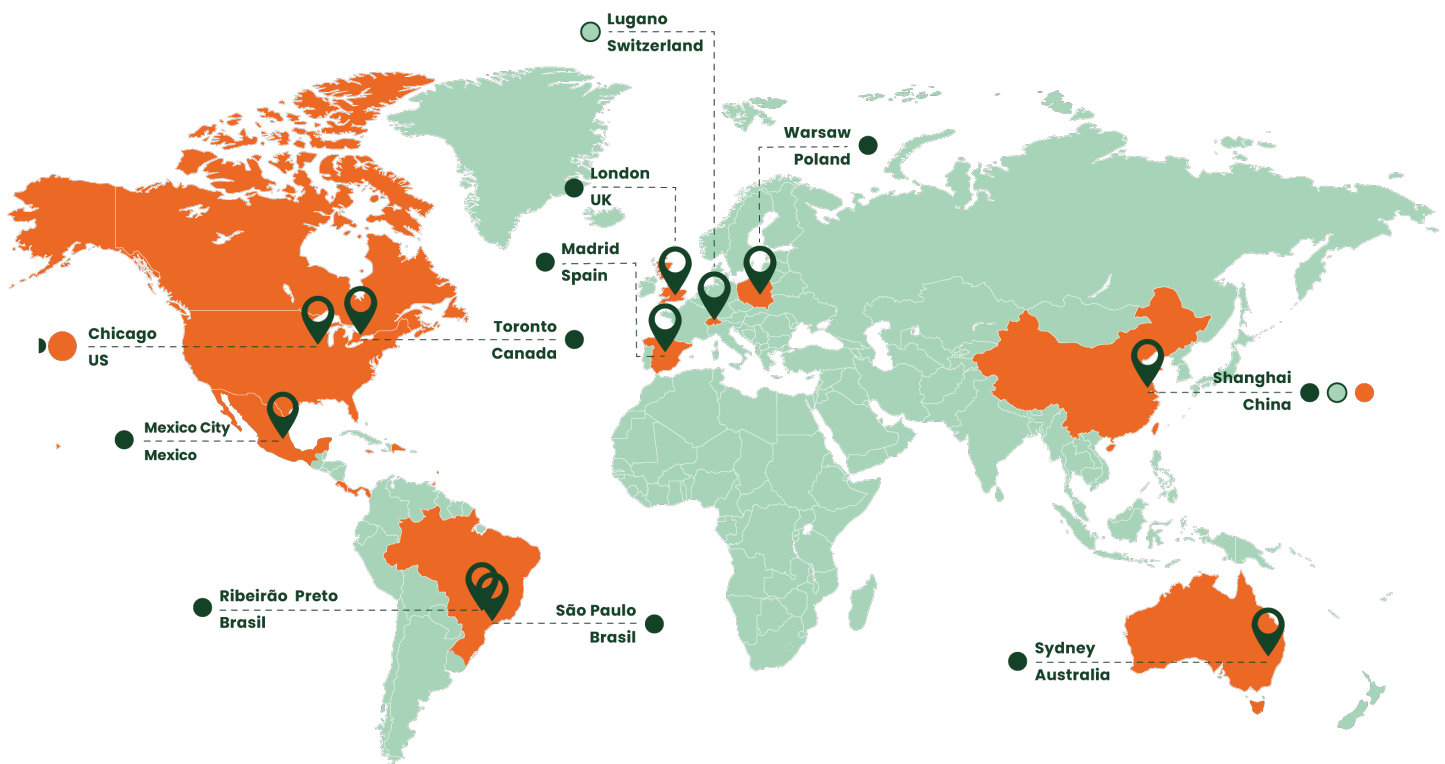 Lugano
Switzerland
Warsaw
Poland
London
UK
Madrid
Spain
Chicago
US
Toronto
Canada
Shanghai
China
Mexico City
Mexico
Ribeirão Preto
Brasil
São Paulo
Brasil
Sydney
Australia